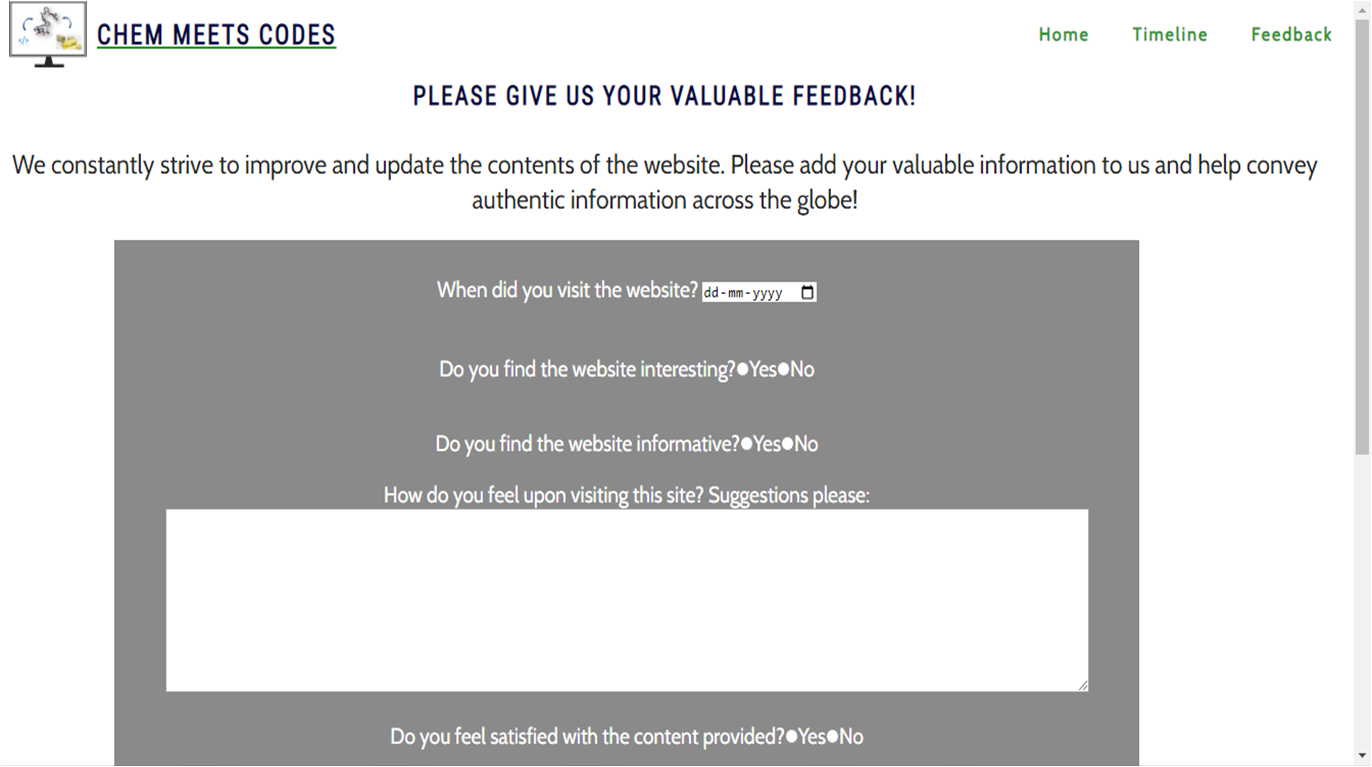 CHEM MEETS CODES
Home Timeline Feedback
PLEASE GIVE US YOUR VALUABLE FEEDBACK!
We constantly strive to improve and update the contents of the website. Please add your valuable information to us and help convey
authentic information across the globe!
When did you visit the website? dd-mm-yyyy
Do you find the website interesting? Yes No
Do you find the website informative? Yes No
How do you feel upon visiting this site? Suggestions please:
Do you feel satisfied with the content provided? Yes No